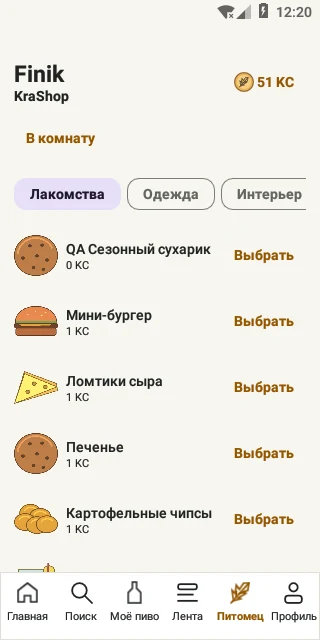 12:20
Finik
KraShop
51 KC
В комнату
Лакомства
Одежда
Интерьер
QA Сезонный сухарик
0 KC
Выбрать
Мини-бургер
1 KC
Выбрать
Ломтики сыра
1 KC
Выбрать
Печенье
1 KC
Выбрать
Картофельные чипсы
1 KC
Выбрать
Главная
Поиск
Моё пиво
Лента
Питомец
Профиль